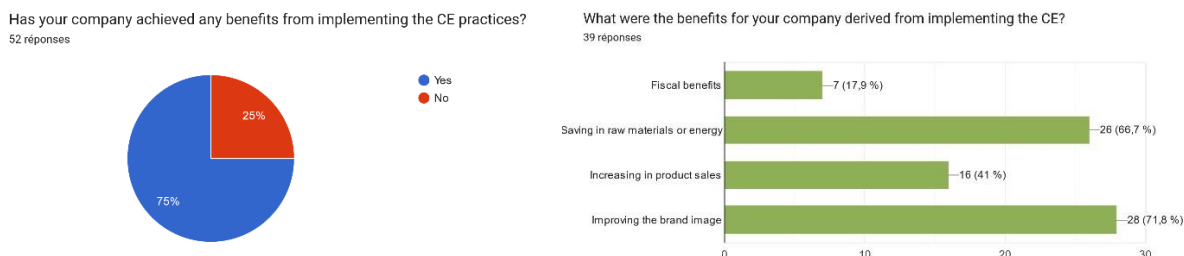 Has your company achieved any benefits from implementing the CE practices?
52 réponses
Yes
No
25%
75%
What were the benefits for your company derived from implementing the CE?
39 réponses
Fiscal benefits
7 (17,9 %)
Saving in raw materials or energy
26 (66,7 %)
Increasing in product sales
16 (41 %)
Improving the brand image
28 (71,8 %)
0
10
20
30